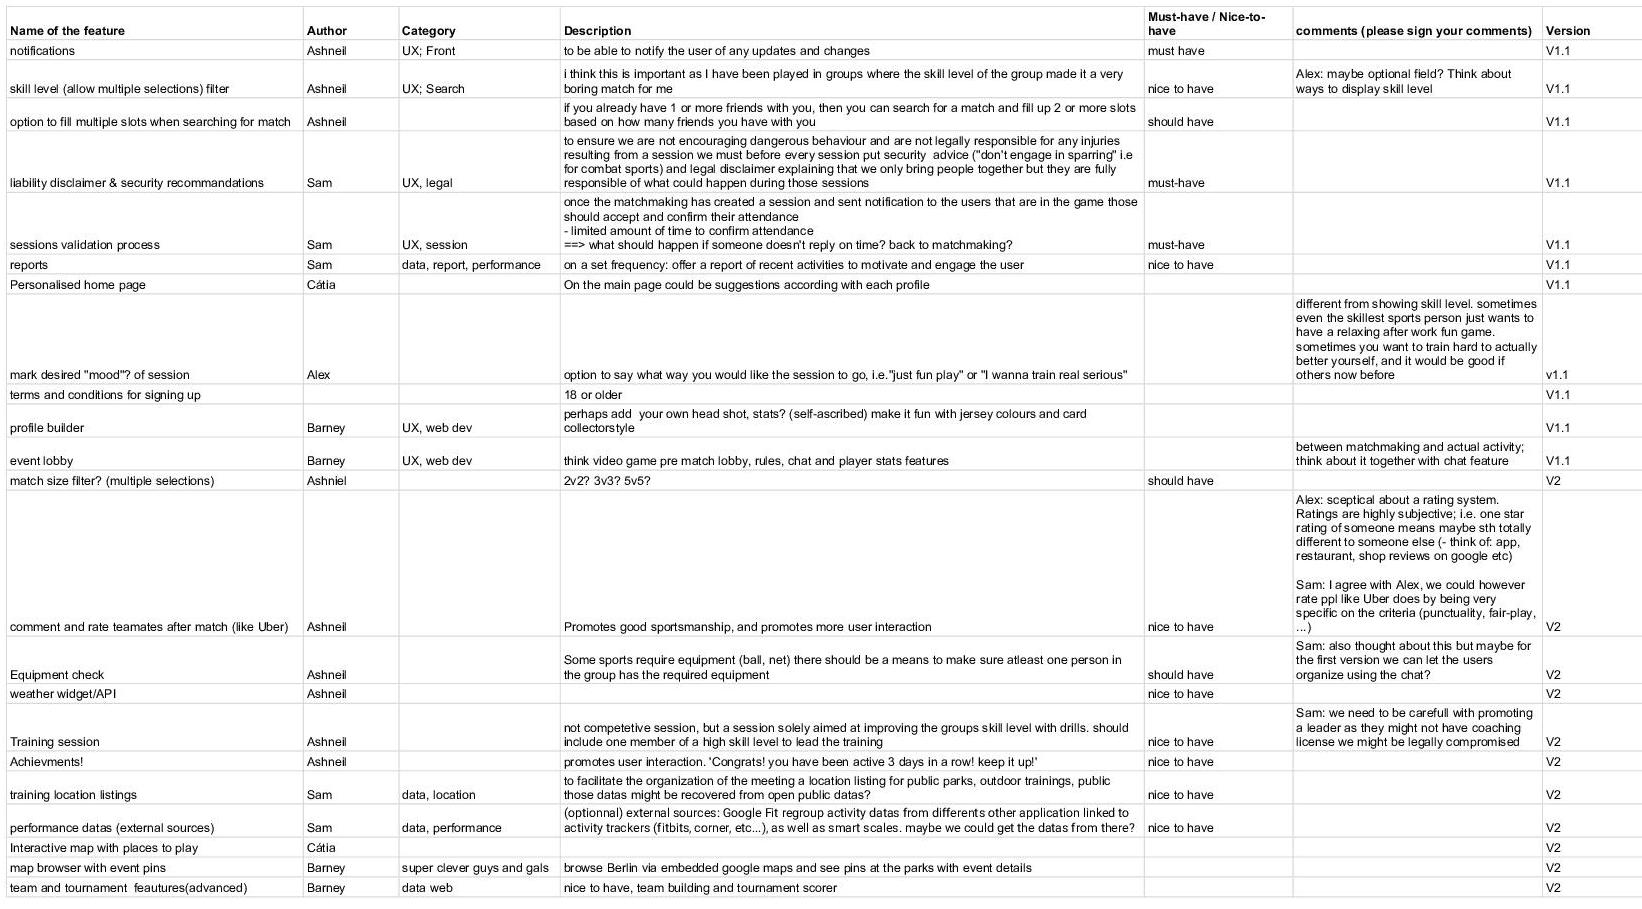 Name of the feature Author Category Description Must-have / Nice-to-have comments (please sign your comments) Version
notifications Ashneil UX; Front to be able to notify the user of any updates and changes must have V1.1
skill level (allow multiple selections) filter Ashneil UX; Search i think this is important as I have been played in groups where the skill level of the group made it a very
boring match for me nice to have Alex: maybe optional field? Think about
ways to display skill level V1.1
option to fill multiple slots when searching for match Ashneil if you already have 1 or more friends with you, then you can search for a match and fill up 2 or more slots
based on how many friends you have with you should have V1.1
liability disclaimer & security recommandations Sam UX, legal to ensure we are not encouraging dangerous behaviour and are not legally responsible for any injuries
resulting from a session we must before every session put security  advice ("don't engage in sparring" i.e
for combat sports) and legal disclaimer explaining that we only bring people together but they are fully
responsible of what could happen during those sessions must-have V1.1
sessions validation process Sam UX, session once the matchmaking has created a session and sent notification to the users that are in the game those
should accept and confirm their attendance
- limited amount of time to confirm attendance
==> what should happen if someone doesn't reply on time? back to matchmaking? must-have V1.1
reports Sam data, report, performance on a set frequency: offer a report of recent activities to motivate and engage the user nice to have V1.1
Personalised home page Cátia On the main page could be suggestions according with each profile V1.1
mark desired "mood"? of session Alex option to say what way you would like the session to go, i.e."just fun play" or "I wanna train real serious" different from showing skill level. sometimes
even the skillest sports person just wants to
have a relaxing after work fun game.
sometimes you want to train hard to actually
better yourself, and it would be good if
others now before v1.1
terms and conditions for signing up 18 or older V1.1
profile builder Barney UX, web dev perhaps add  your own head shot, stats? (self-ascribed) make it fun with jersey colours and card
collectorstyle V1.1
event lobby Barney UX, web dev think video game pre match lobby, rules, chat and player stats features between matchmaking and actual activity;
think about it together with chat feature V1.1
match size filter? (multiple selections) Ashniel 2v2? 3v3? 5v5? should have V2
comment and rate teamates after match (like Uber) Ashneil Promotes good sportsmanship, and promotes more user interaction nice to have Alex: sceptical about a rating system.
Ratings are highly subjective; i.e. one star
rating of someone means maybe sth totally
different to someone else (- think of: app,
restaurant, shop reviews on google etc)
Sam: I agree with Alex, we could however
rate ppl like Uber does by being very
specific on the criteria (punctuality, fair-play,
...) V2
Equipment check Ashneil Some sports require equipment (ball, net) there should be a means to make sure atleast one person in
the group has the required equipment should have Sam: also thought about this but maybe for
the first version we can let the users
organize using the chat? V2
weather widget/API Ashneil nice to have V2
Training session Ashneil not competetive session, but a session solely aimed at improving the groups skill level with drills. should
include one member of a high skill level to lead the training nice to have Sam: we need to be carefull with promoting
a leader as they might not have coaching
license we might be legally compromised V2
Achievments! Ashneil promotes user interaction. 'Congrats! you have been active 3 days in a row! keep it up!' nice to have V2
training location listings Sam data, location to facilitate the organization of the meeting a location listing for public parks, outdoor trainings, public
those datas might be recovered from open public datas? nice to have V2
performance datas (external sources) Sam data, performance (optionnal) external sources: Google Fit regroup activity datas from differents other application linked to
activity trackers (fitbits, corner, etc...), as well as smart scales. maybe we could get the datas from there? nice to have V2
Interactive map with places to play Cátia V2
map browser with event pins Barney super clever guys and gals browse Berlin via embedded google maps and see pins at the parks with event details V2
team and tournament  feautures(advanced) Barney data web nice to have, team building and tournament scorer V2